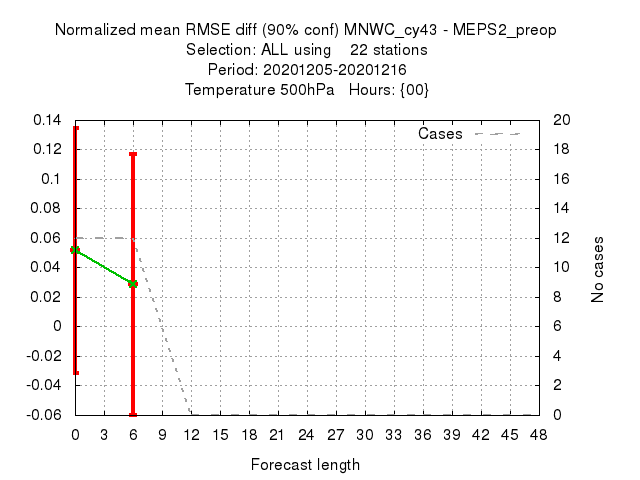 Normalized mean RMSE diff (90% conf) MNWC_cy43 - MEPS2_preop
Selection: ALL using    22 stations
Period: 20201205-20201216
Temperature 500hPa   Hours: {00}
Cases
0.14
0.12
0.1
0.08
0.06
0.04
0.02
0
-0.02
-0.04
-0.06
20
18
16
14
12
10
8
6
4
2
0
No cases
0 3 6 9 12 15 18 21 24 27 30 33 36 39 42 45 48
Forecast length